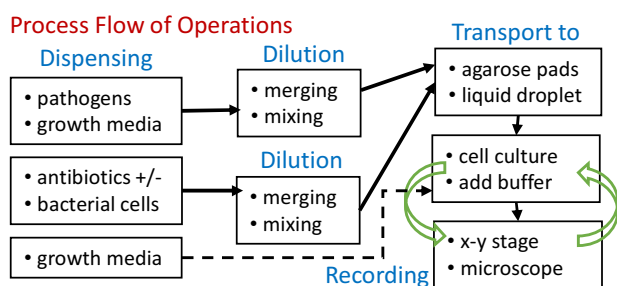 Process Flow of Operations
Dispensing
• pathogens
• growth media
• antibiotics +/-
• bacterial cells
• growth media
Dilution
• merging
• mixing
Dilution
• merging
• mixing
Transport to
• agarose pads
• liquid droplet
• cell culture
• add buffer
• x-y stage
• microscope
Recording